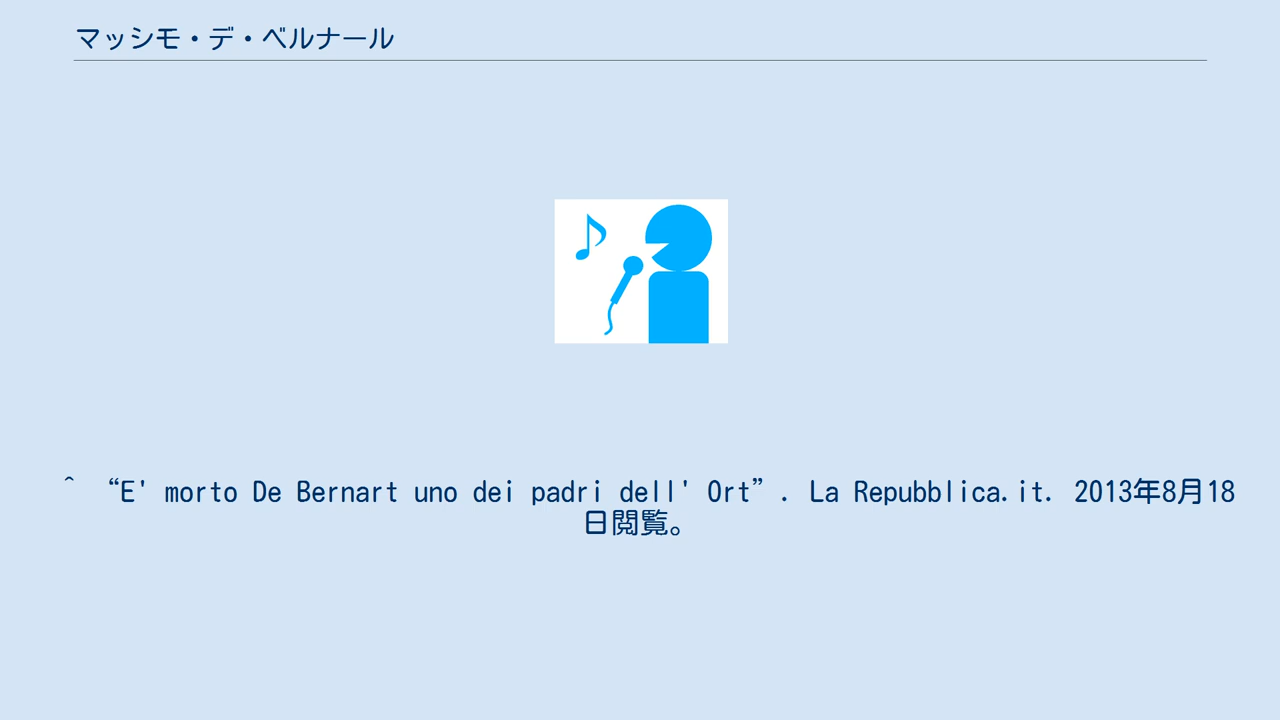 マッシモ・デ・ベルナール
^ “E' morto De Bernart uno dei padri dell' Ort”. La Repubblica.it. 2013年8月18
日閲覧。